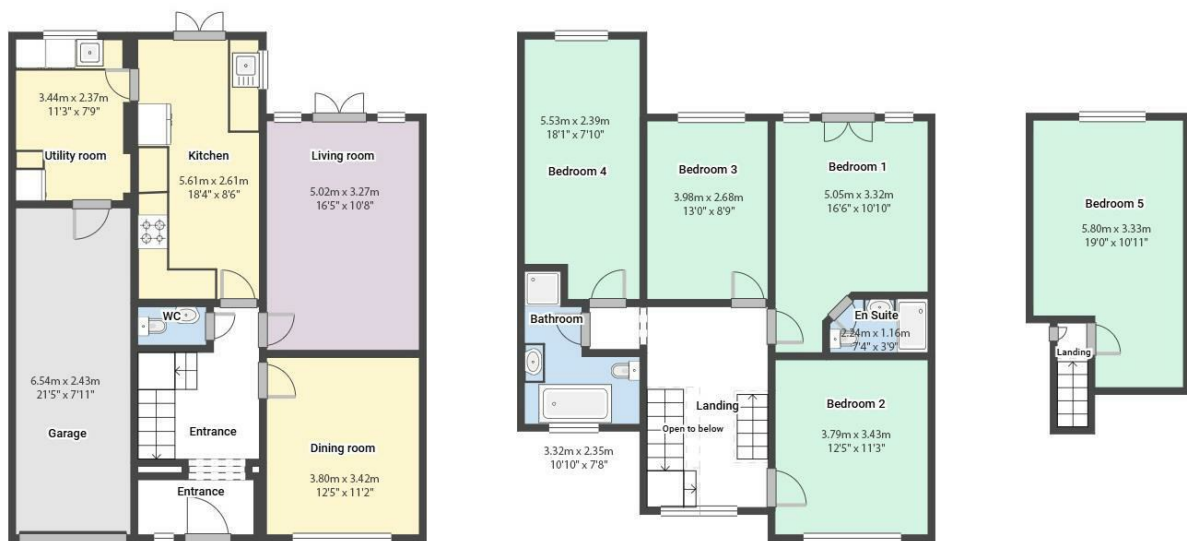 3.44m x 2.37m
11'3" x 7'9"
Utility room
Kitchen
5.61m x 2.61m
18'4" x 8'6"
Living room
5.02m x 3.27m
16'5" x 10'8"
WC
6.54m x 2.43m
21'5" x 7'11"
Garage
Entrance
Dining room
3.80m x 3.42m
12'5" x 11'2"
Entrance
5.53m x 2.39m
18'1" x 7'10"
Bedroom 4
Bedroom 3
3.98m x 2.68m
13'0" x 8'9"
Bedroom 1
5.05m x 3.32m
16'6" x 10'10"
Bathroom
En Suite
2.24m x 1.16m
7'4" x 3'9"
Landing
Open to below
Bedroom 2
3.79m x 3.43m
12'5" x 11'3"
3.32m x 2.35m
10'10" x 7'8"
Bedroom 5
5.80m x 3.33m
19'0" x 10'11"
Landing